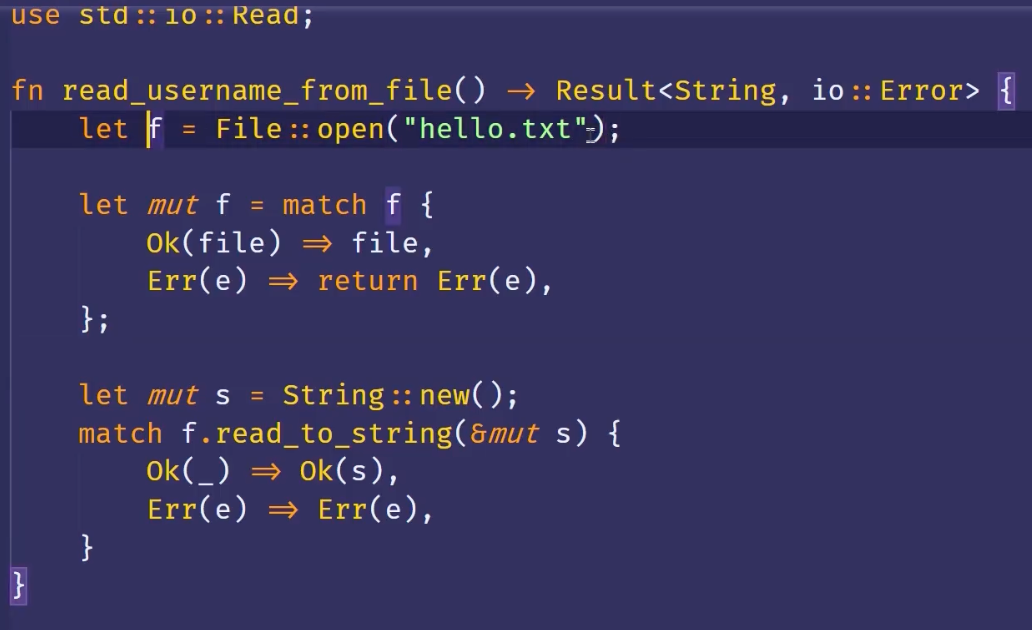 use std::io::Read;
fn read_username_from_file() -> Result<String, io::Error> {
let f = File::open("hello.txt");
let mut f = match f {
Ok(file) => file,
Err(e) => return Err(e),
};
let mut s = String::new();
match f.read_to_string(&mut s) {
Ok(_) => Ok(s),
Err(e) => Err(e),
}
}